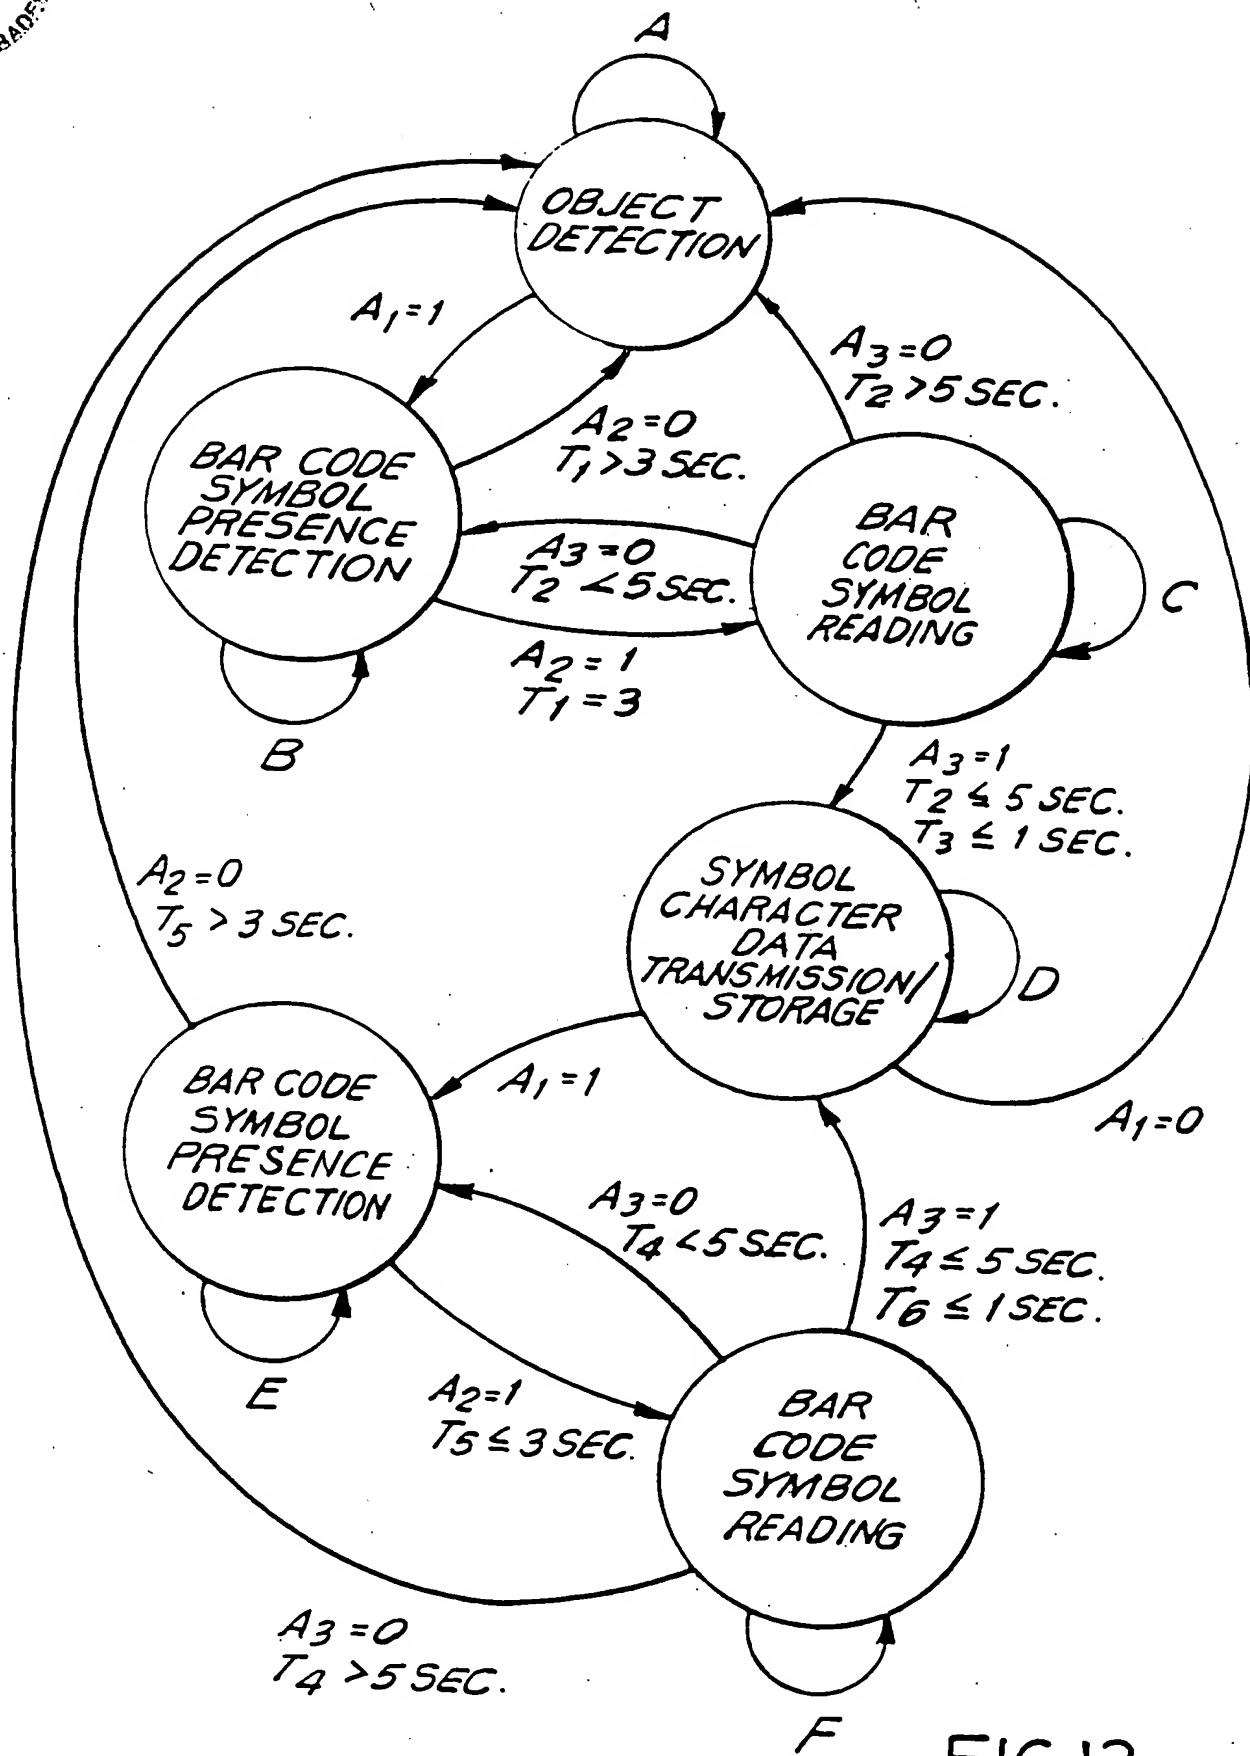 A
OBJECT
DETECTION
A1=1
A3=0
T2>5 SEC.
A2=0
T1>3 SEC.
BAR CODE
SYMBOL
PRESENCE
DETECTION
A3=0
T2<5 SEC.
BAR
CODE
SYMBOL
READING
C
A2=1
T1=3
B
A3=1
T2≤5 SEC.
T3≤1 SEC.
A2=0
T5>3 SEC.
SYMBOL
CHARACTER
DATA
TRANSMISSION/
STORAGE
D
A1=1
A1=0
BAR CODE
SYMBOL
PRESENCE
DETECTION
A3=0
T4<5 SEC.
A3=1
T4≤5 SEC.
T6≤1 SEC.
E
A2=1
T5≤3 SEC.
BAR
CODE
SYMBOL
READING
A3=0
T4>5 SEC.
F